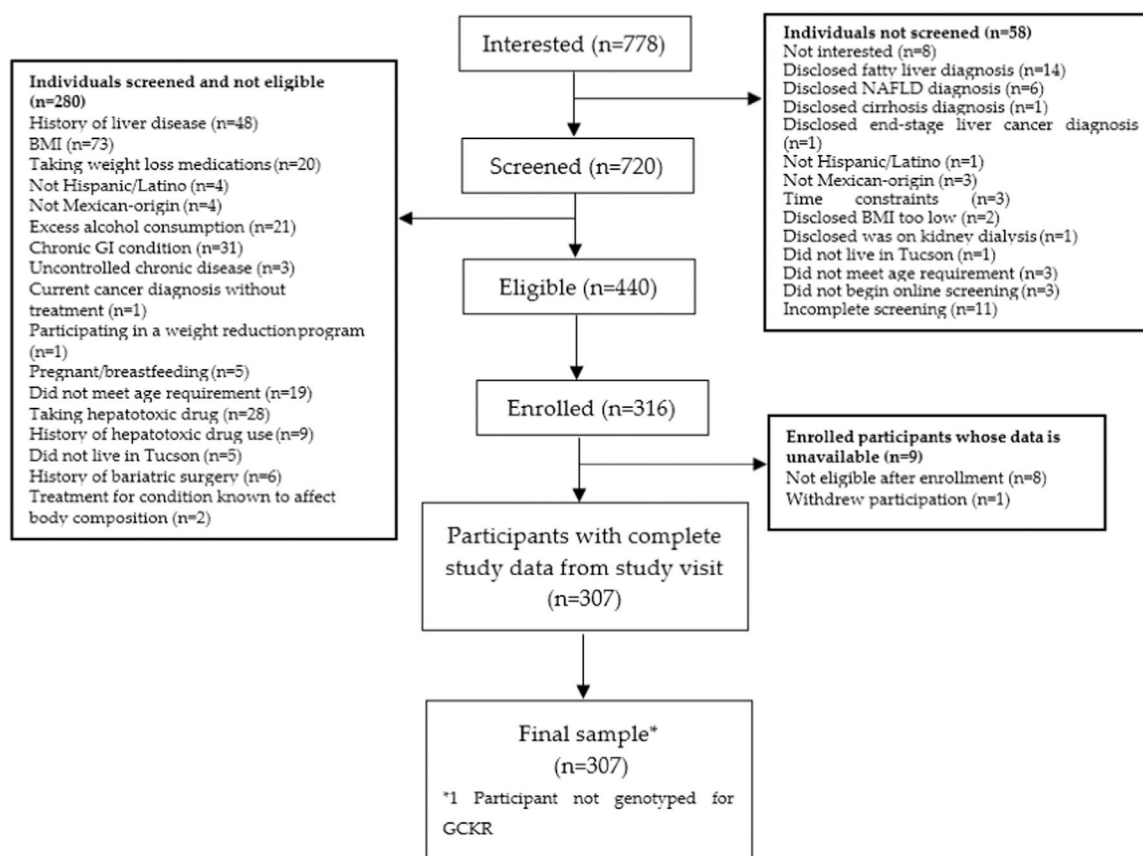 Interested (n=778)
Individuals not screened (n=58)
Not interested (n=8)
Disclosed fatty liver diagnosis (n=14)
Disclosed NAFLD diagnosis (n=6)
Disclosed cirrhosis diagnosis (n=1)
Disclosed end-stage liver cancer diagnosis
(n=1)
Not Hispanic/Latino (n=1)
Not Mexican-origin (n=3)
Time constraints (n=3)
Disclosed BMI too low (n=2)
Disclosed was on kidney dialysis (n=1)
Did not live in Tucson (n=1)
Did not meet age requirement (n=3)
Did not begin online screening (n=3)
Incomplete screening (n=11)
Screened (n=720)
Individuals screened and not eligible
(n=280)
History of liver disease (n=48)
BMI (n=73)
Taking weight loss medications (n=20)
Not Hispanic/Latino (n=4)
Not Mexican-origin (n=4)
Excess alcohol consumption (n=21)
Chronic GI condition (n=31)
Uncontrolled chronic disease (n=3)
Current cancer diagnosis without
treatment (n=1)
Participating in a weight reduction program
(n=1)
Pregnant/breastfeeding (n=5)
Did not meet age requirement (n=19)
Taking hepatotoxic drug (n=28)
History of hepatotoxic drug use (n=9)
Did not live in Tucson (n=5)
History of bariatric surgery (n=6)
Treatment for condition known to affect
body composition (n=2)
Eligible (n=440)
Enrolled (n=316)
Enrolled participants whose data is
unavailable (n=9)
Not eligible after enrollment (n=8)
Withdrew participation (n=1)
Participants with complete
study data from study visit
(n=307)
Final sample*
(n=307)
*1 Participant not genotyped for
GCKR